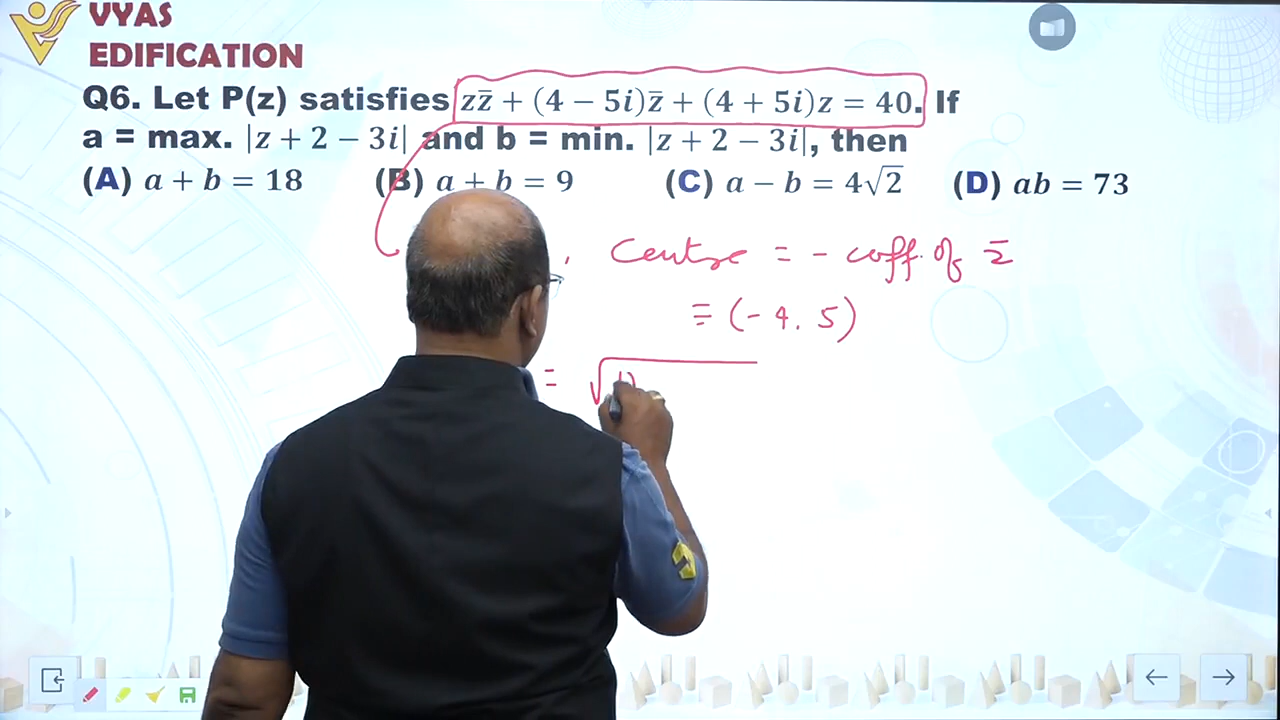 VYAS
EDIFICATION
Q6. Let P(z) satisfies zz̄ + (4 − 5i)z̄ + (4 + 5i)z = 40. If
a = max. |z + 2 − 3i| and b = min. |z + 2 − 3i|, then
(A) a + b = 18 (B) a + b = 9 (C) a − b = 4√2 (D) ab = 73
, Centre = - coff. of z̄
≡ (- 4, 5)
= √